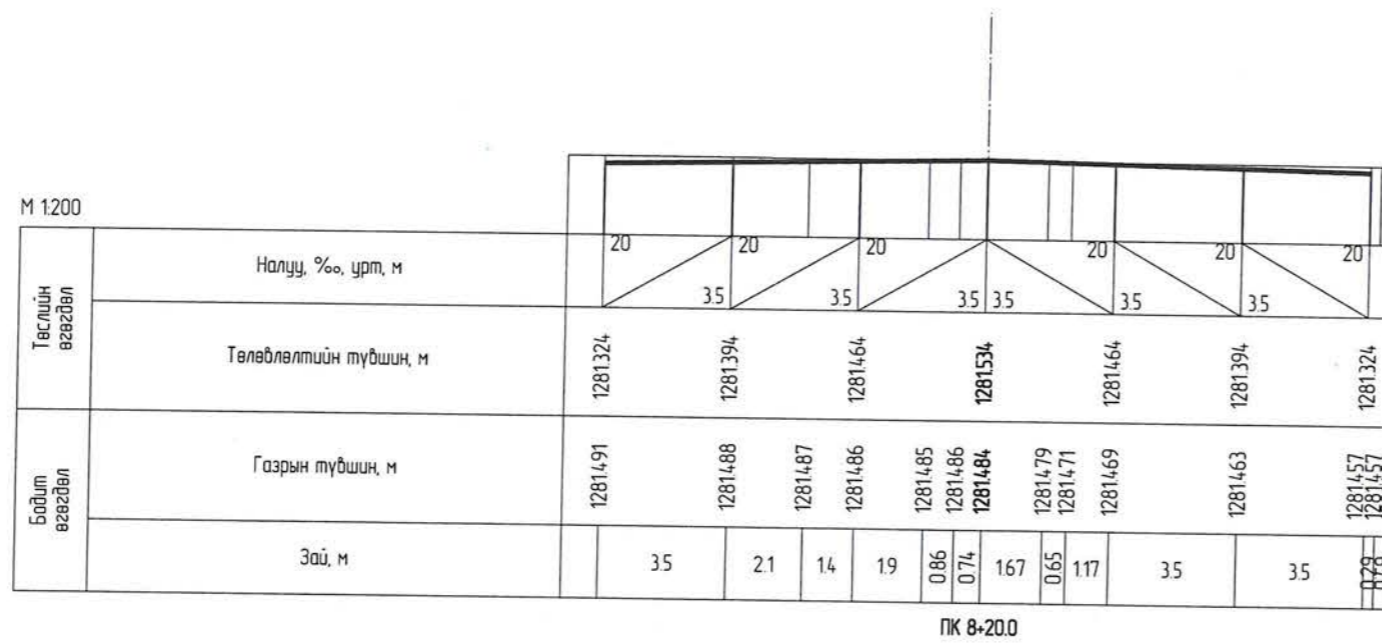 М 1:200
Төслийн өгөгдөл
Налуу, ‰, урт, м
20 20 20 20 20 20
3.5 3.5 3.5 3.5 3.5 3.5
Төлөвлөлтийн түвшин, м
1281.324 1281.394 1281.464 1281.534 1281.464 1281.394 1281.324
Бодит өгөгдөл
Газрын түвшин, м
1281.491 1281.488 1281.487 1281.486 1281.485 1281.486 1281.484 1281.479 1281.471 1281.469 1281.463 1281.457 1281.457
Зай, м
3.5 2.1 1.4 1.9 0.86 0.74 1.67 0.65 1.17 3.5 3.5 0.29
ПК 8+20.0